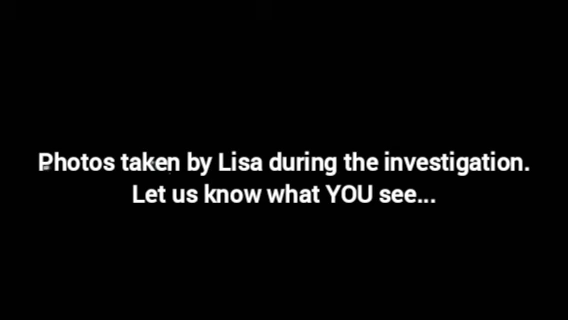 Photos taken by Lisa during the investigation.
Let us know what YOU see...